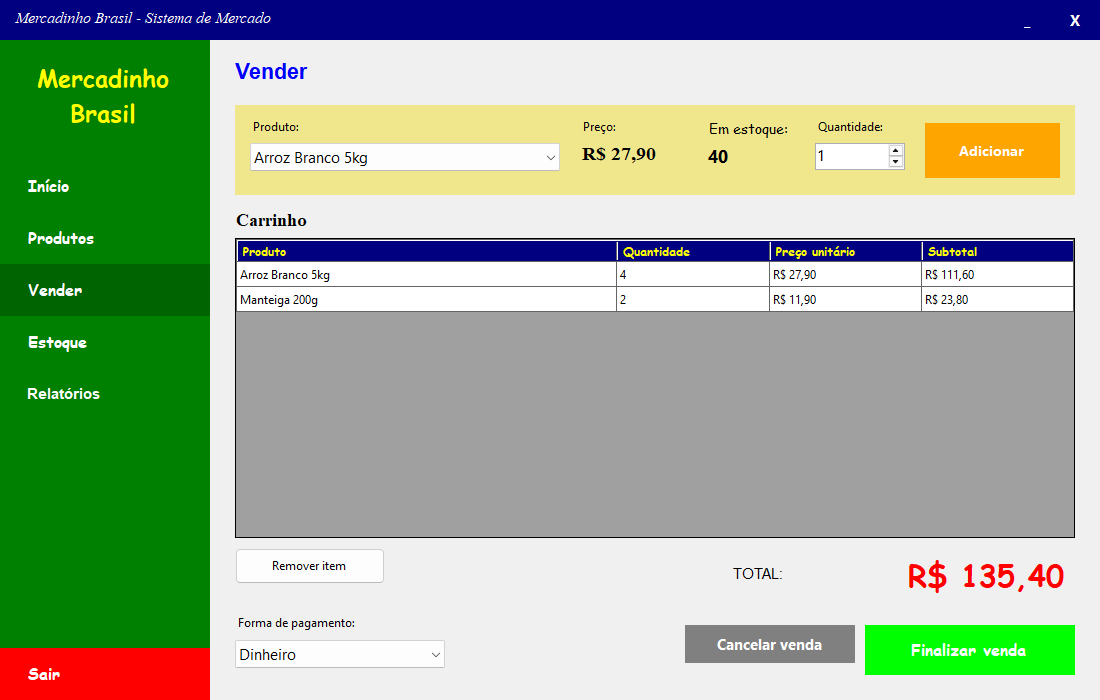 Mercadinho Brasil - Sistema de Mercado
_ X
Mercadinho
Brasil
Início
Produtos
Vender
Estoque
Relatórios
Sair
Vender
Produto: Preço: Em estoque: Quantidade:
Arroz Branco 5kg R$ 27,90 40 1 Adicionar
Carrinho
Produto Quantidade Preço unitário Subtotal
Arroz Branco 5kg 4 R$ 27,90 R$ 111,60
Manteiga 200g 2 R$ 11,90 R$ 23,80
Remover item TOTAL: R$ 135,40
Forma de pagamento:
Dinheiro Cancelar venda Finalizar venda